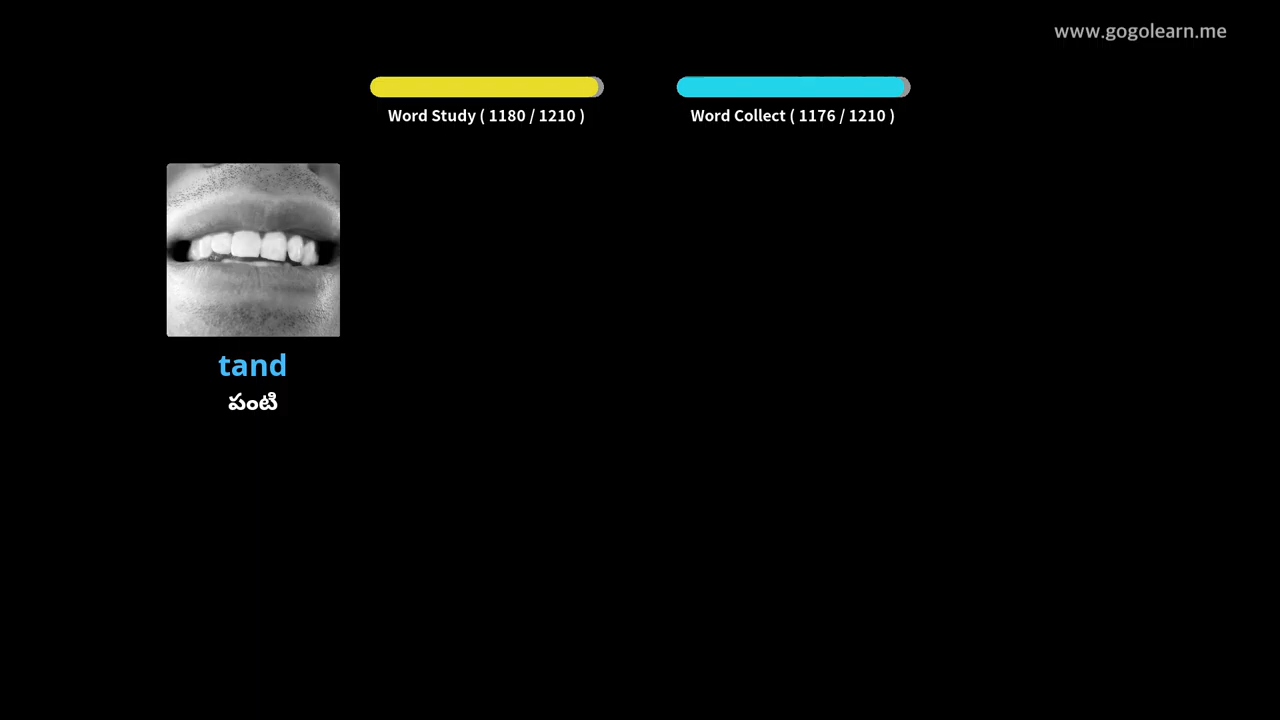 www.gogolearn.me
Word Study ( 1180 / 1210 )
Word Collect ( 1176 / 1210 )
tand
పంటి